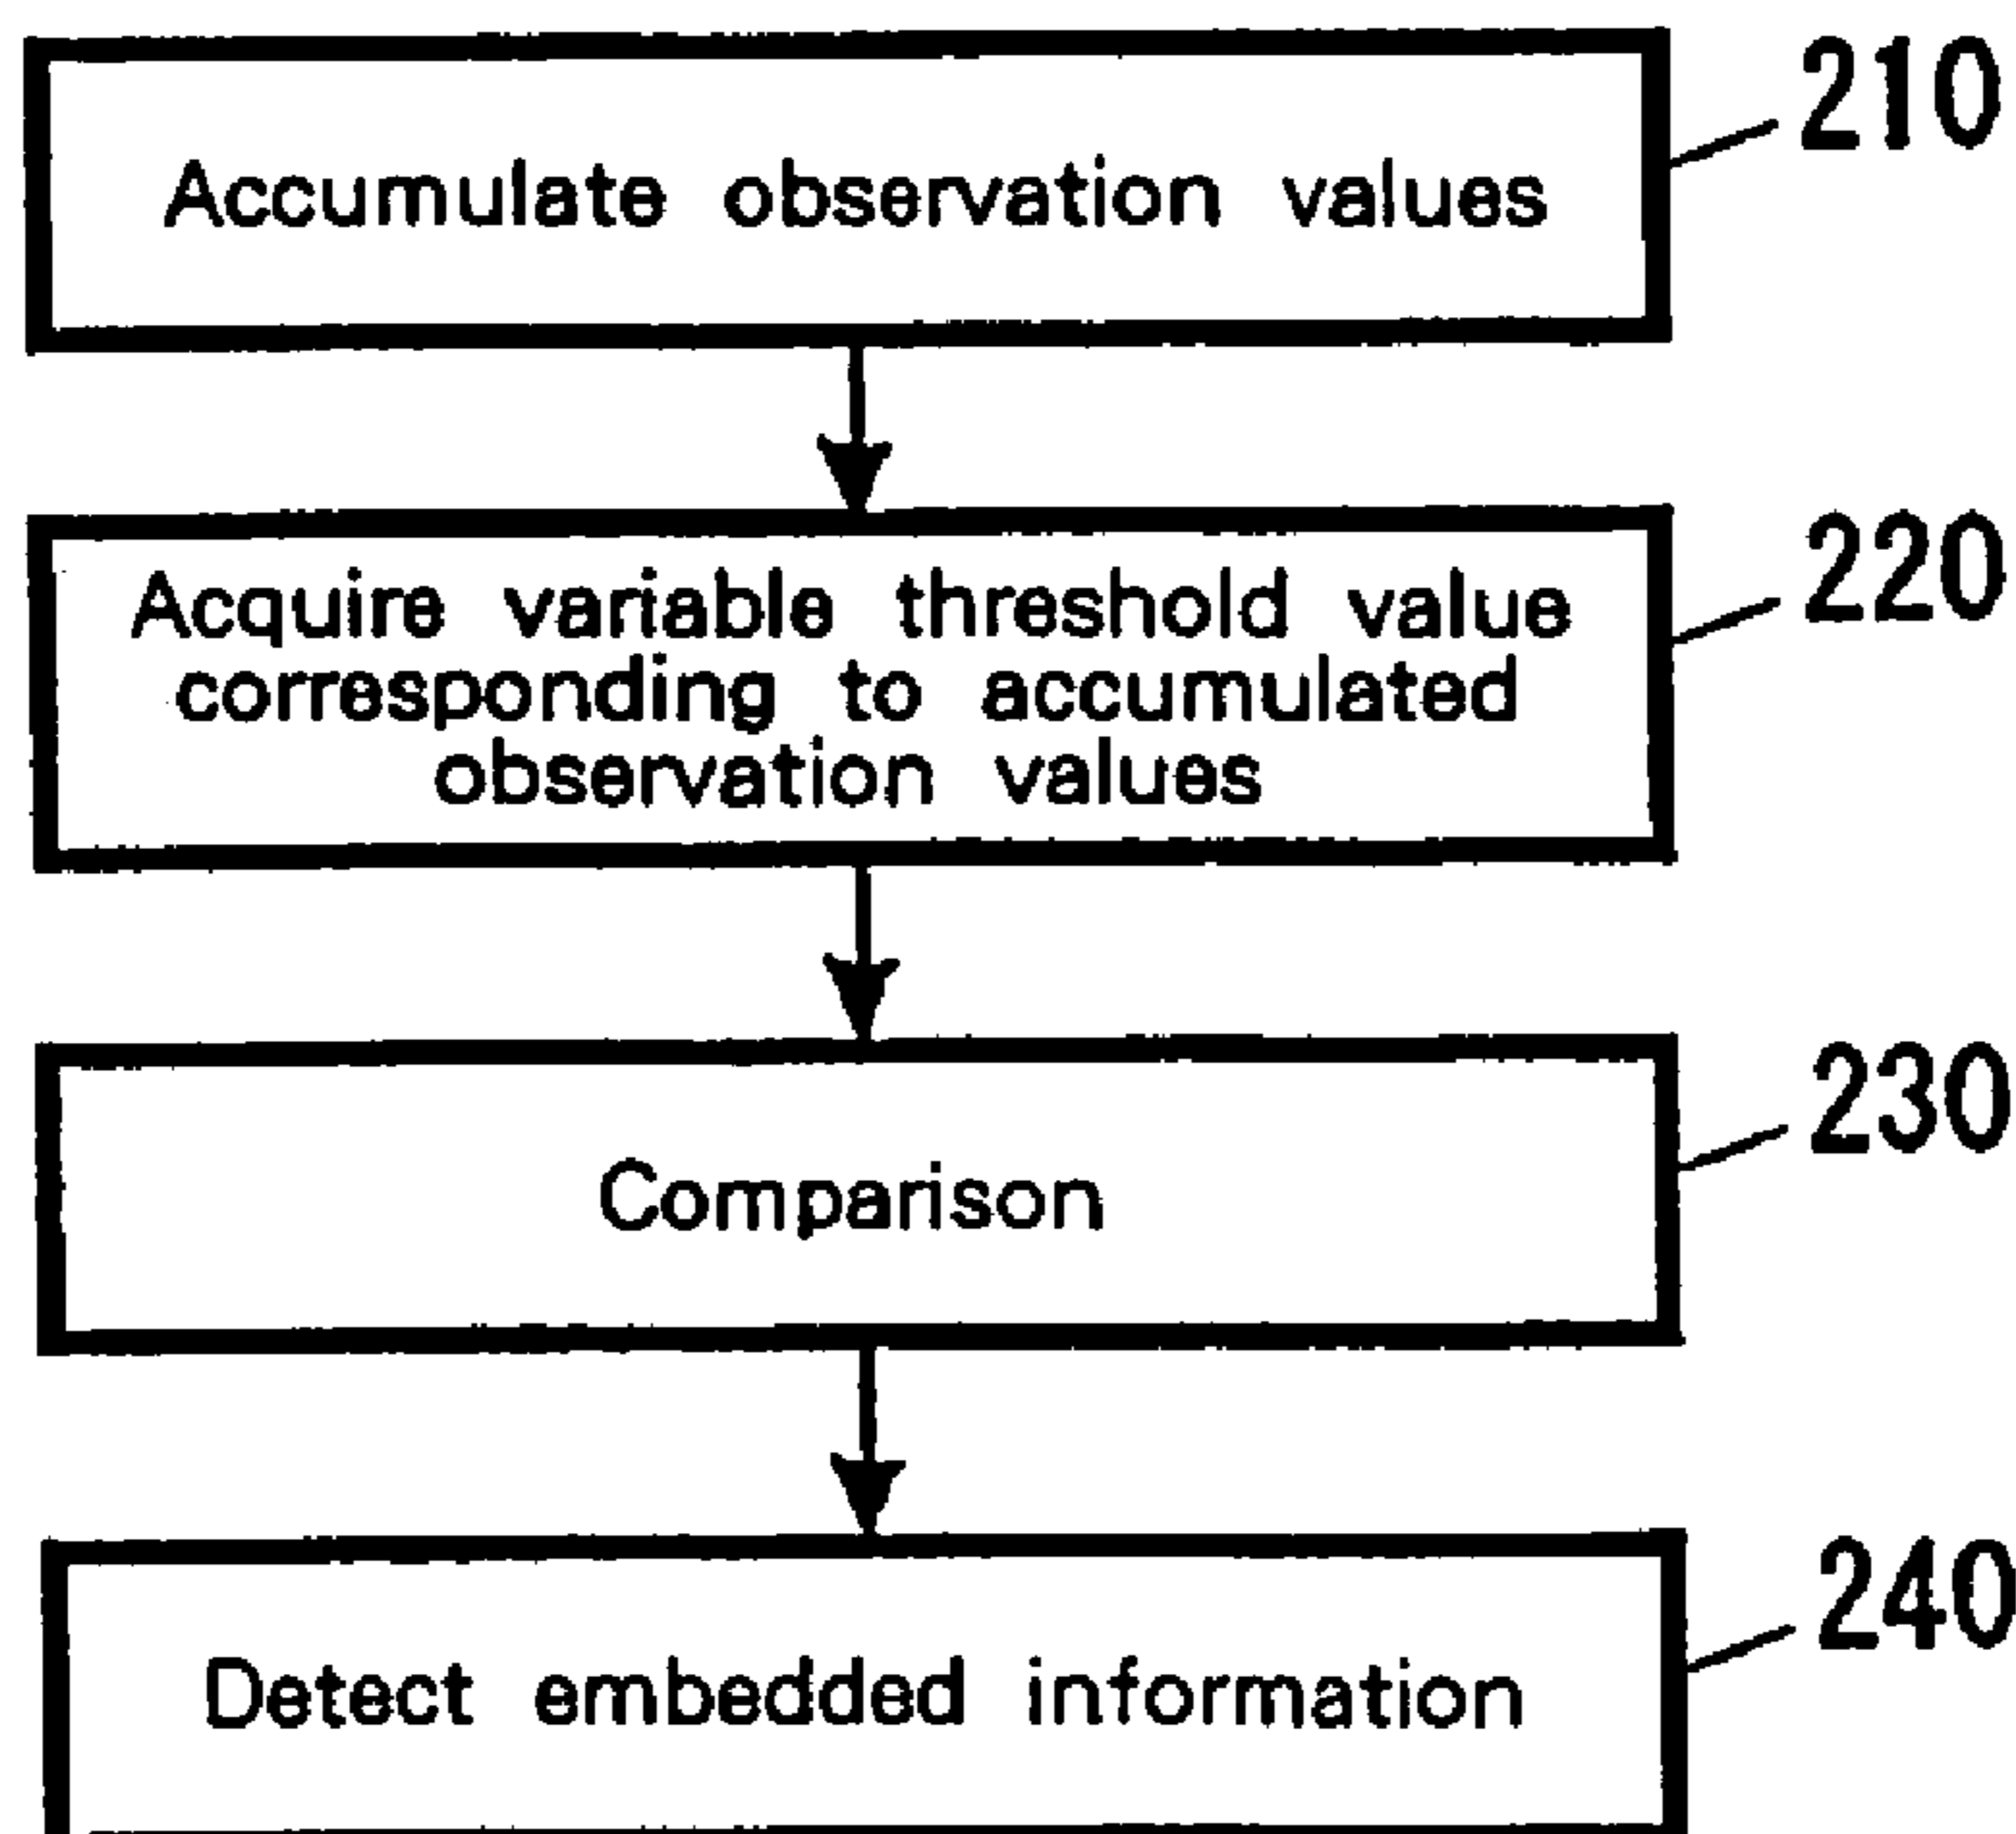 210
Accumulate observation values
220
Acquire variable threshold value
corresponding to accumulated
observation values
230
Comparison
240
Detect embedded information